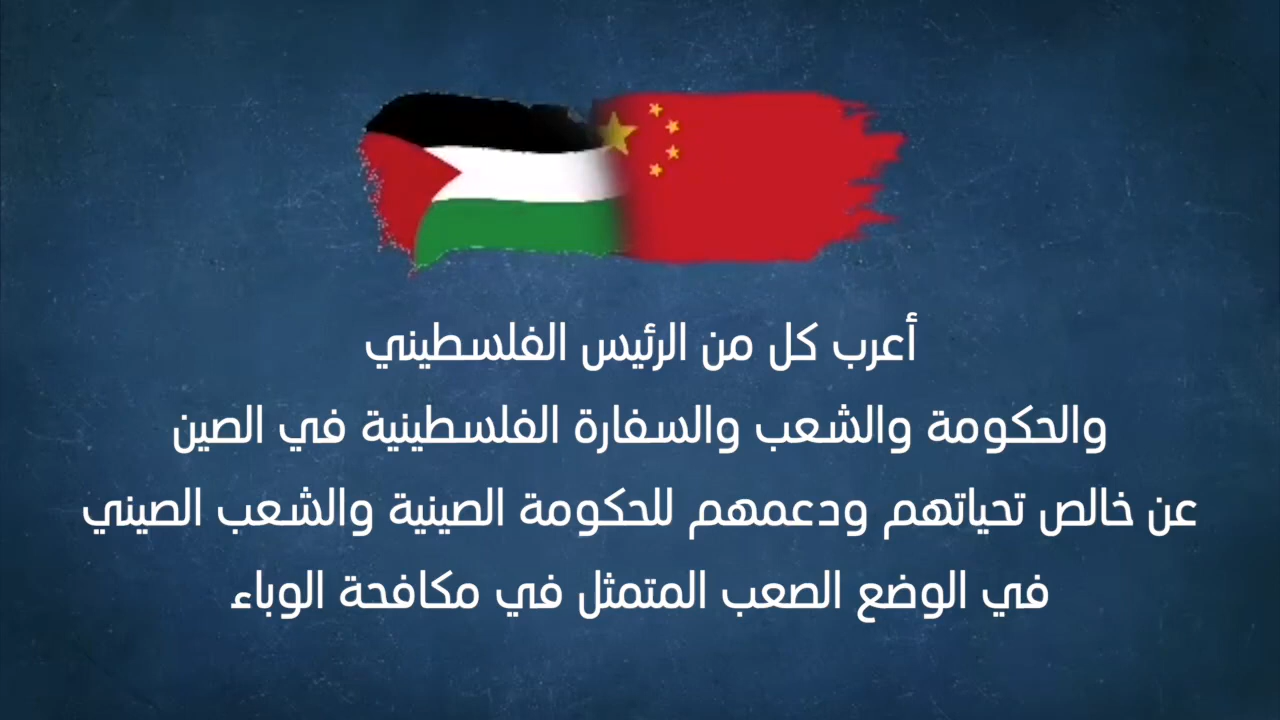 أعرب كل من الرئيس الفلسطيني
والحكومة والشعب والسفارة الفلسطينية في الصين
عن خالص تحياتهم ودعمهم للحكومة الصينية والشعب الصيني
في الوضع الصعب المتمثل في مكافحة الوباء